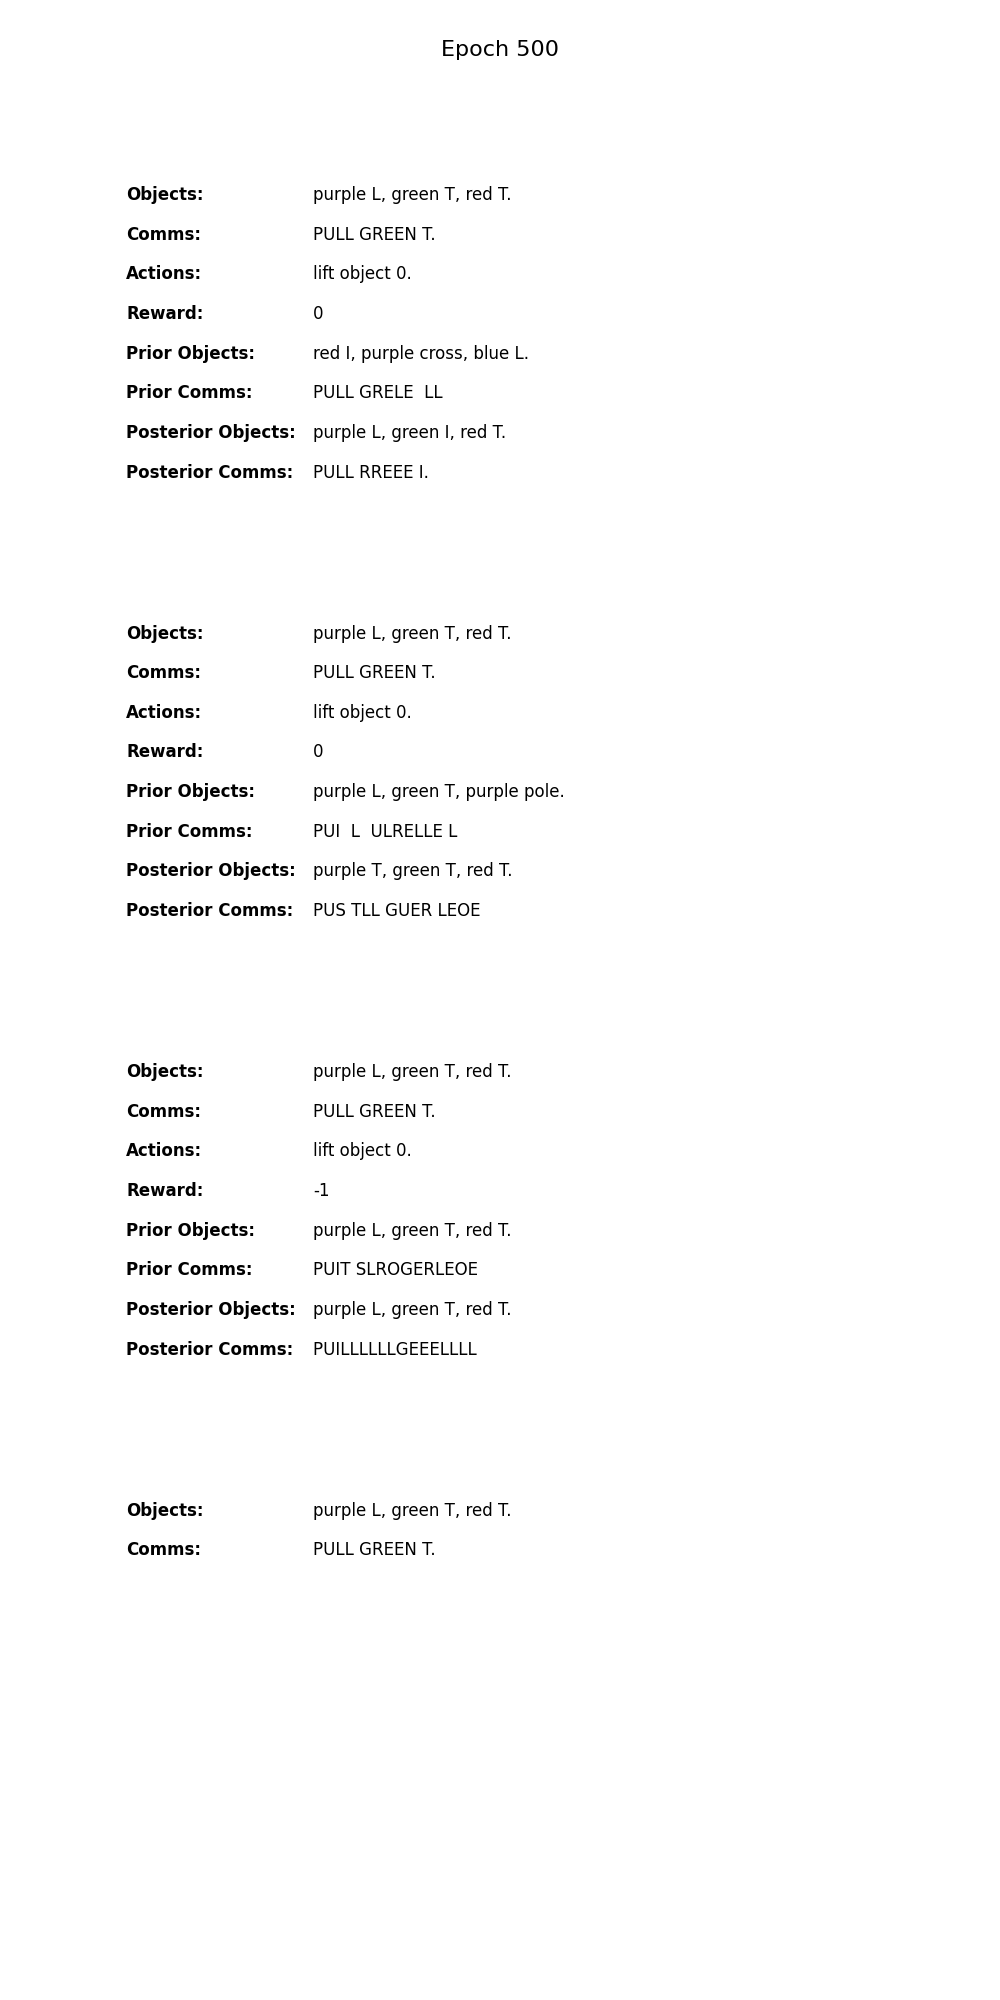 Epoch 500
Objects: purple L, green T, red T.
Comms: PULL GREEN T.
Actions: lift object 0.
Reward: 0
Prior Objects: red I, purple cross, blue L.
Prior Comms: PULL GRELE  LL
Posterior Objects: purple L, green I, red T.
Posterior Comms: PULL RREEE I.
Objects: purple L, green T, red T.
Comms: PULL GREEN T.
Actions: lift object 0.
Reward: 0
Prior Objects: purple L, green T, purple pole.
Prior Comms: PUI  L  ULRELLE L
Posterior Objects: purple T, green T, red T.
Posterior Comms: PUS TLL GUER LEOE
Objects: purple L, green T, red T.
Comms: PULL GREEN T.
Actions: lift object 0.
Reward: -1
Prior Objects: purple L, green T, red T.
Prior Comms: PUIT SLROGERLEOE
Posterior Objects: purple L, green T, red T.
Posterior Comms: PUILLLLLLGEEELLLL
Objects: purple L, green T, red T.
Comms: PULL GREEN T.